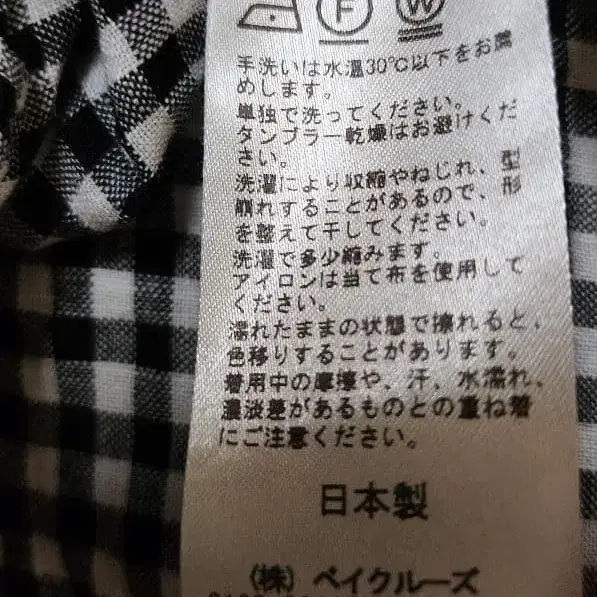 F W
手洗いは水温30℃以下をお薦
めします。
単独で洗ってください。
タンブラー乾燥はお避けくだ
さい。
洗濯により収縮やねじれ、型
崩れすることがあるので、形
を整えて干してください。
洗濯で多少縮みます。
アイロンは当て布を使用して
ください。
濡れたままの状態で擦れると、
色移りすることがあります。
着用中の摩擦や、汗、水濡れ、
濃淡差があるものとの重ね着
にご注意ください。
日本製
(株) ベイクルーズ